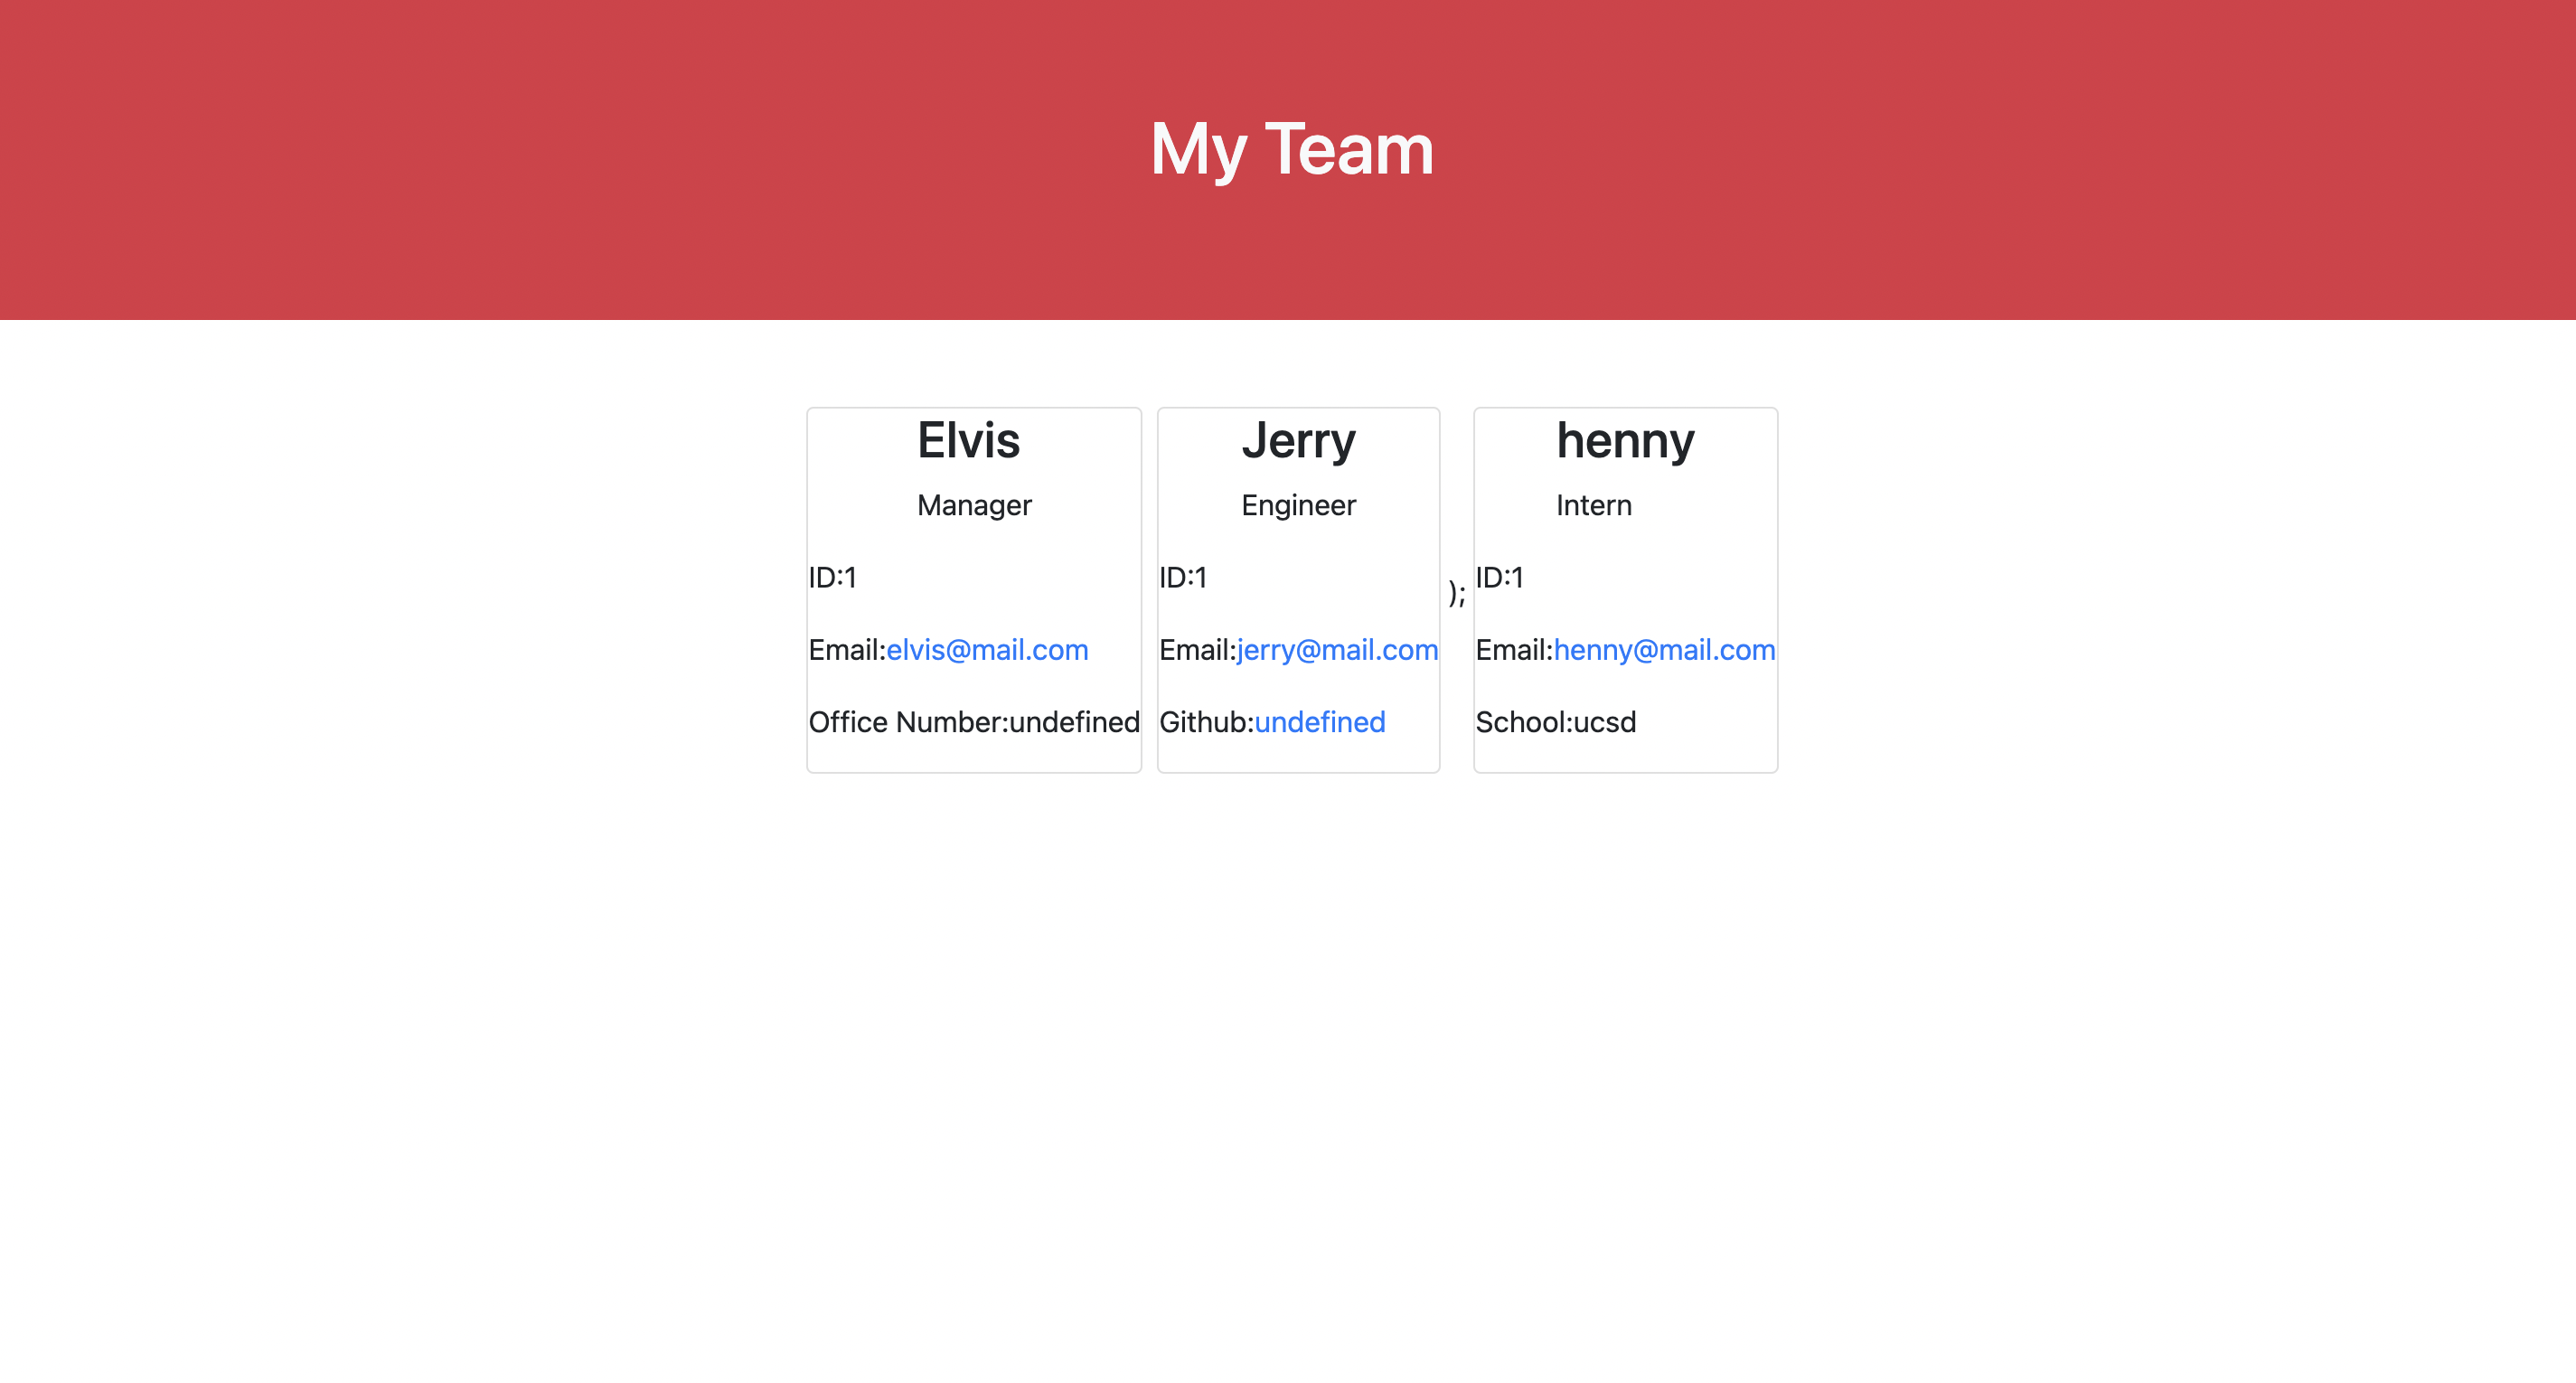 My Team
Elvis
Manager
ID:1
Email:elvis@mail.com
Office Number:undefined
Jerry
Engineer
ID:1
Email:jerry@mail.com
Github:undefined
);
henny
Intern
ID:1
Email:henny@mail.com
School:ucsd